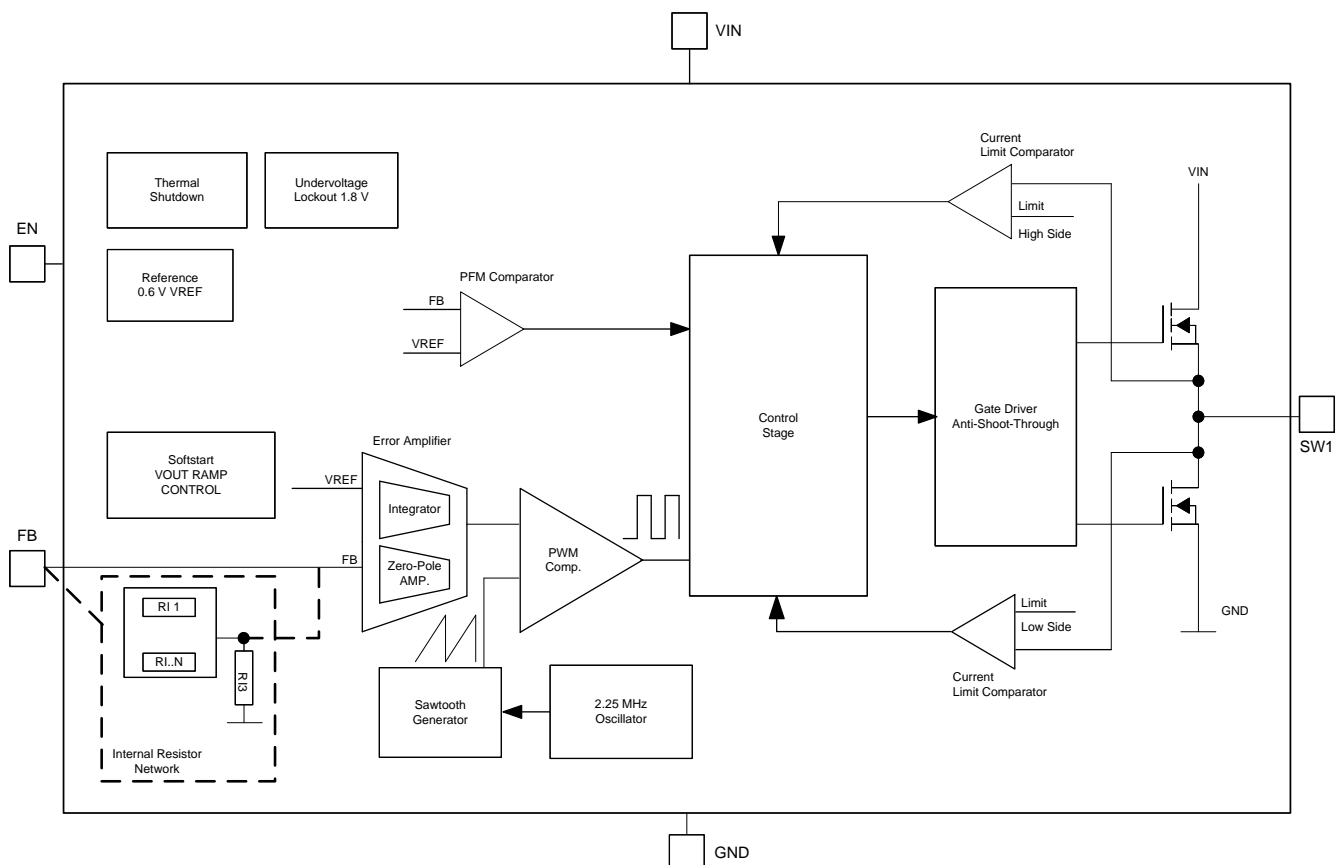 VIN
Current
Limit Comparator
Thermal
Shutdown
Undervoltage
Lockout 1.8 V
VIN
Limit
High Side
EN
Reference
0.6 V VREF
PFM Comparator
FB
VREF
Control
Stage
Gate Driver
Anti-Shoot-Through
SW1
Softstart
VOUT RAMP
CONTROL
Error Amplifier
VREF
Integrator
FB
FB
Zero-Pole
AMP.
PWM
Comp.
RI 1
RI..N
RI3
Internal Resistor
Network
Sawtooth
Generator
2.25 MHz
Oscillator
Limit
Low Side
GND
Current
Limit Comparator
GND